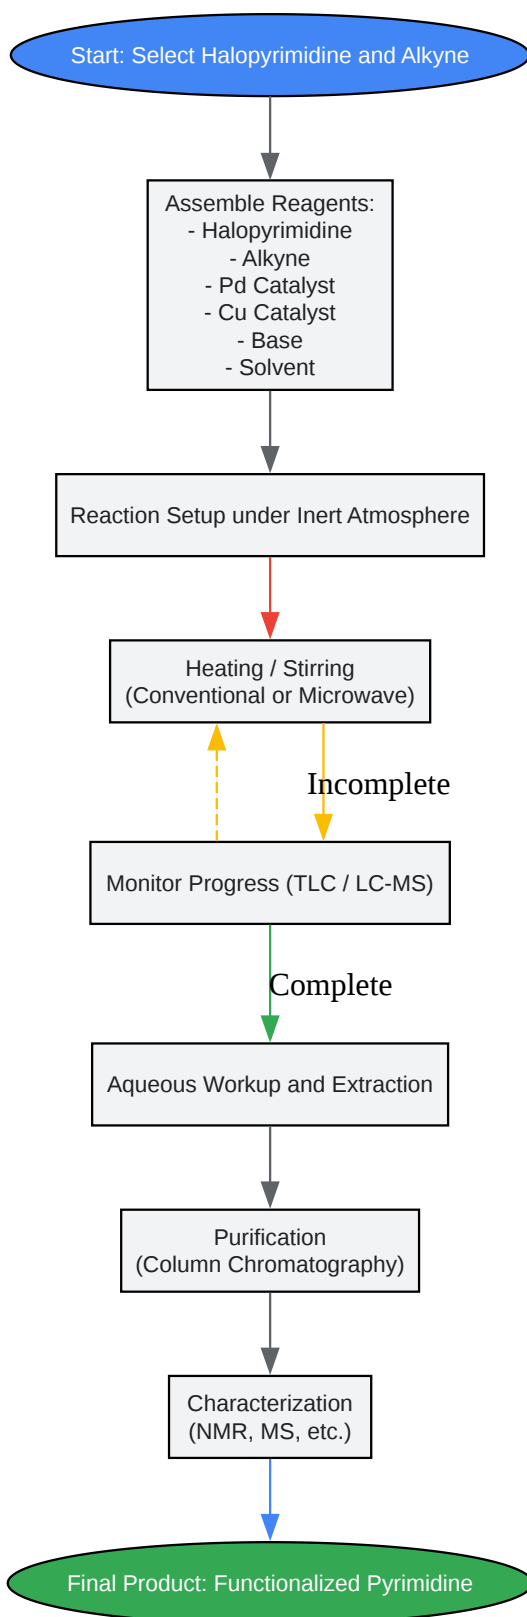 Start: Select Halopyrimidine and Alkyne
Assemble Reagents:
- Halopyrimidine
- Alkyne
- Pd Catalyst
- Cu Catalyst
- Base
- Solvent
Reaction Setup under Inert Atmosphere
Heating / Stirring
(Conventional or Microwave)
Incomplete
Monitor Progress (TLC / LC-MS)
Complete
Aqueous Workup and Extraction
Purification
(Column Chromatography)
Characterization
(NMR, MS, etc.)
Final Product: Functionalized Pyrimidine